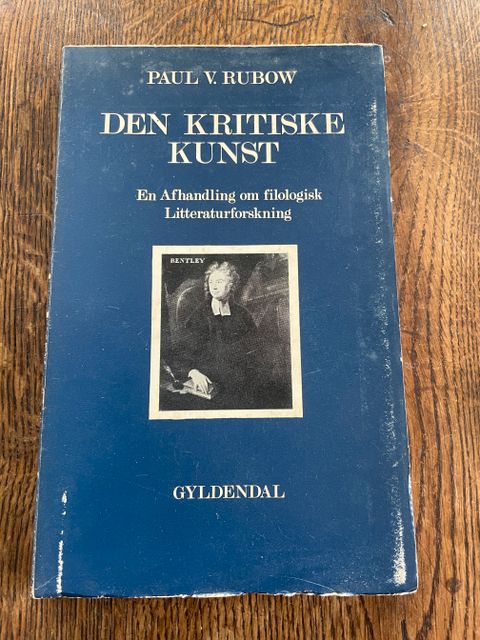 PAUL V. RUBOW
DEN KRITISKE
KUNST
En Afhandling om filologisk
Litteraturforskning
BENTLEY
GYLDENDAL